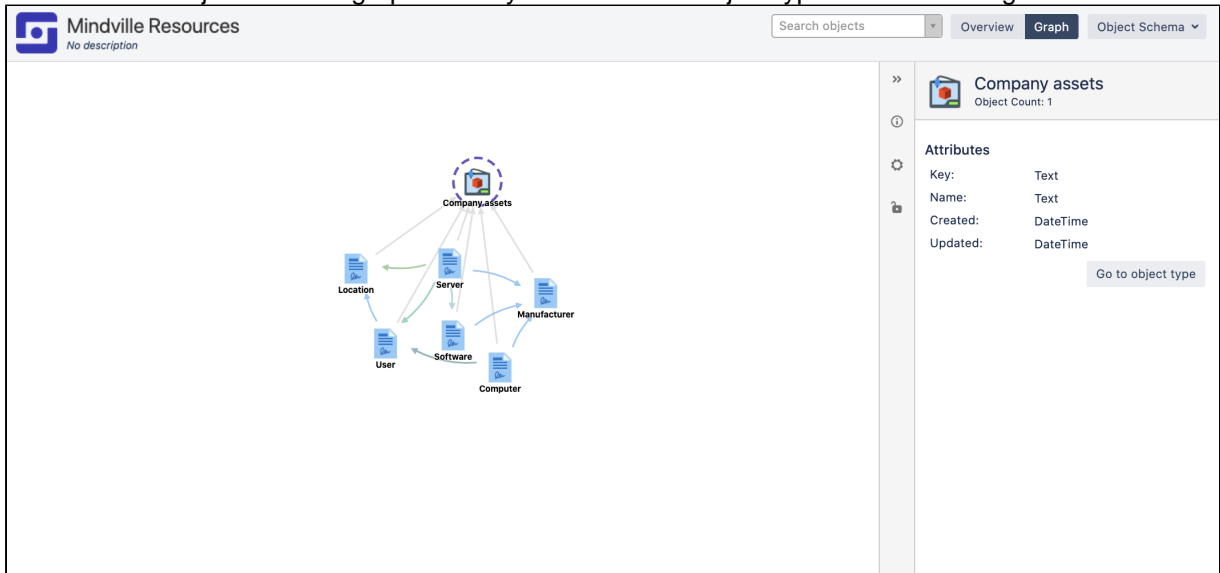 Mindville Resources
No description
Search objects
Overview
Graph
Object Schema
Company assets
Object Count: 1
Attributes
Key: Text
Name: Text
Created: DateTime
Updated: DateTime
Go to object type
Company assets
Location
Server
Manufacturer
User
Software
Computer